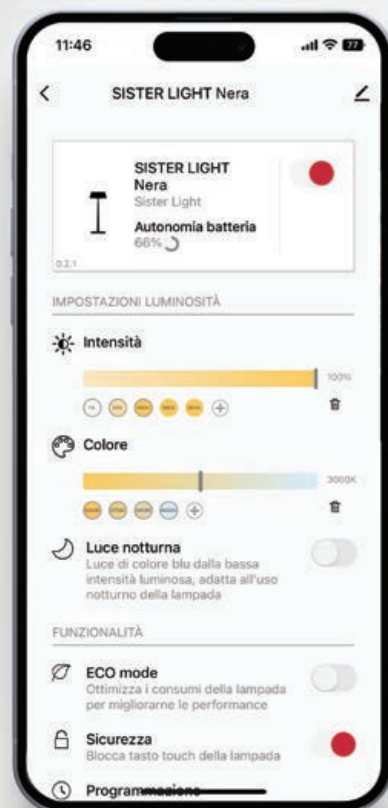 11:46
77
SISTER LIGHT Nera
SISTER LIGHT
Nera
Sister Light
Autonomia batteria
66%
0.2.1
IMPOSTAZIONI LUMINOSITÀ
Intensità
100%
Colore
3000K
Luce notturna
Luce di colore blu dalla bassa
intensità luminosa, adatta all'uso
notturno della lampada
FUNZIONALITÀ
ECO mode
Ottimizza i consumi della lampada
per migliorarne le performance
Sicurezza
Blocca tasto touch della lampada
Programmazione